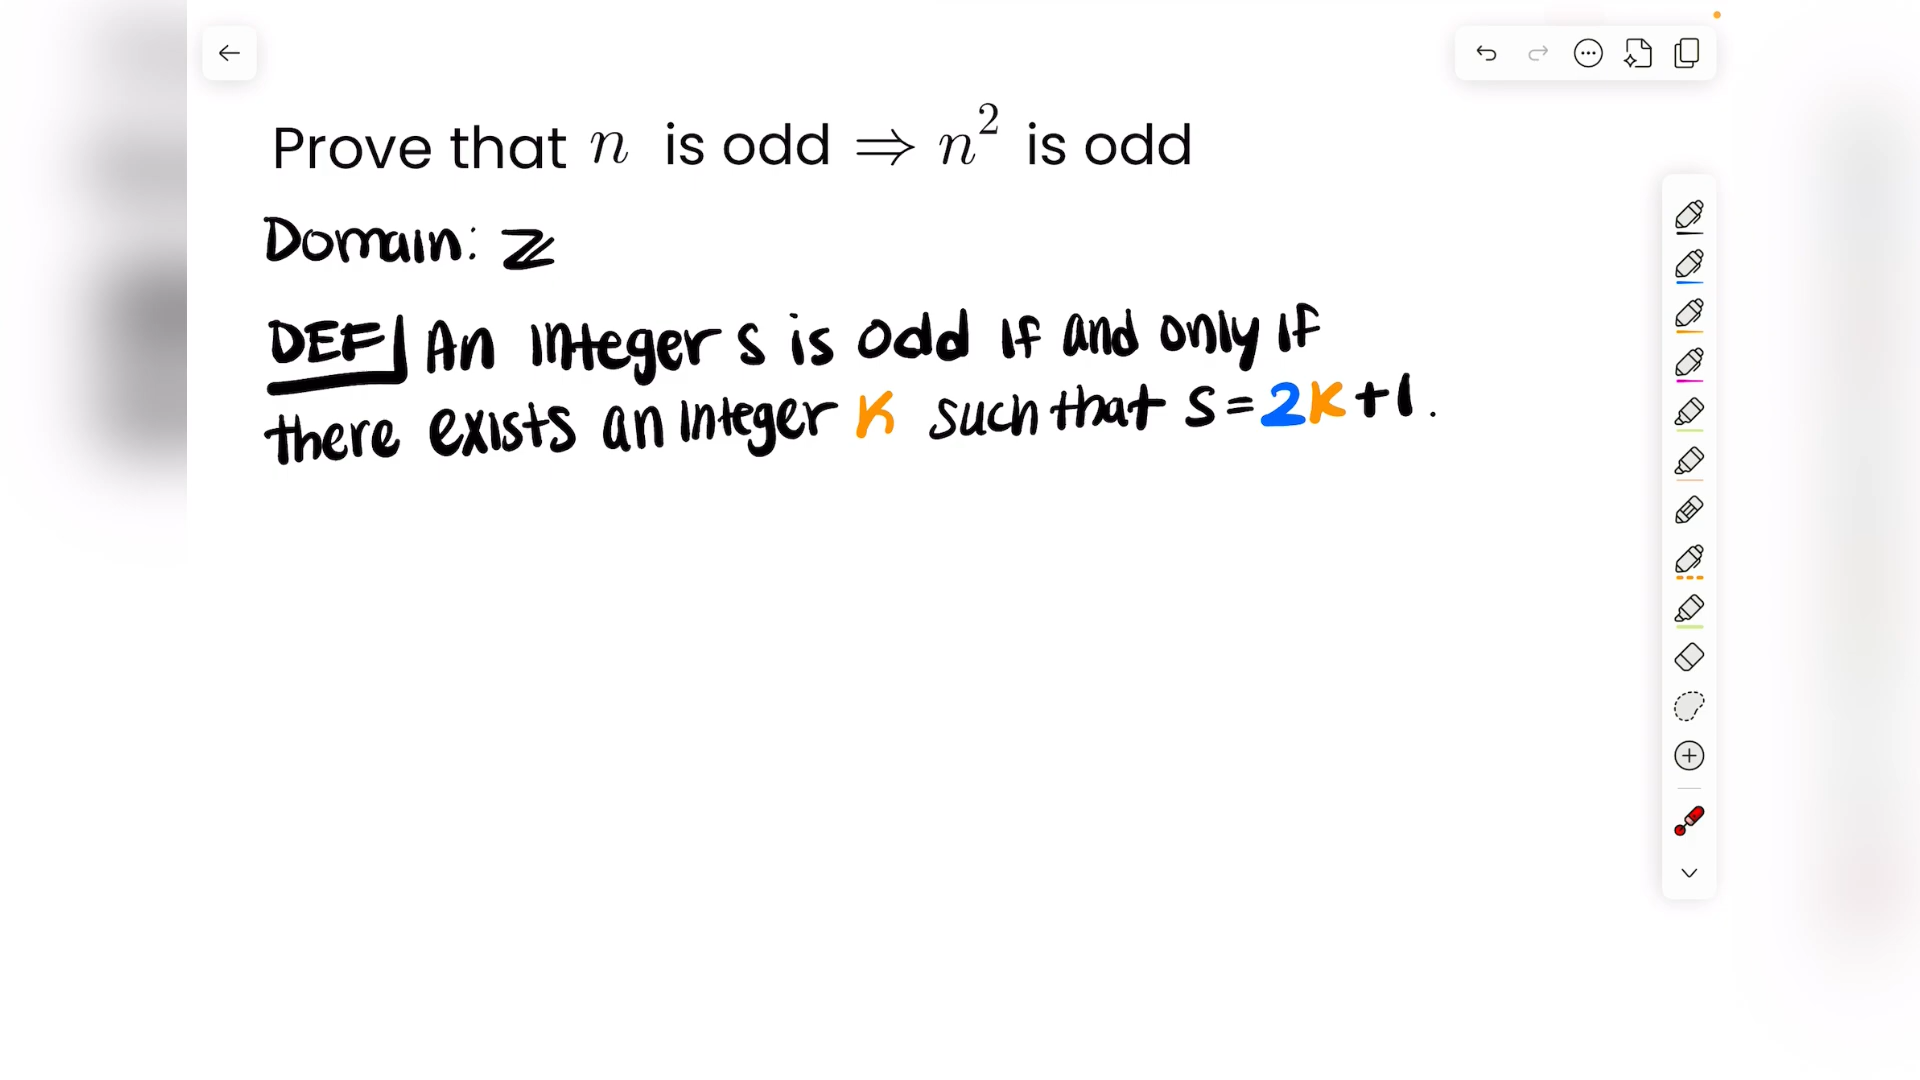 Prove that n is odd ⇒ n² is odd
Domain: ℤ
DEF| An integer s is odd if and only if
there exists an integer K such that s=2K+1.